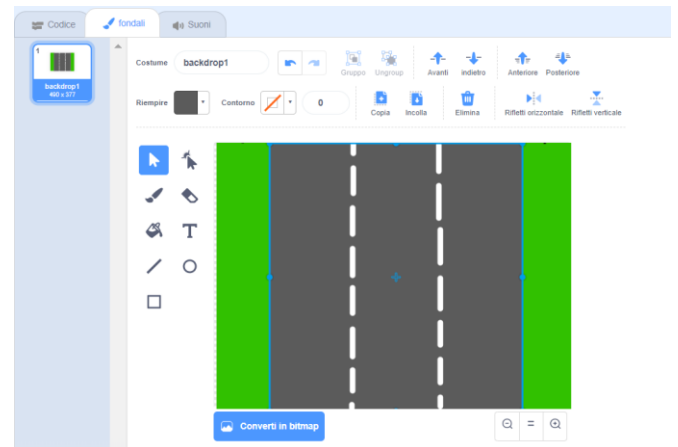 Codice fondali Suoni
1
backdrop1
480 x 377
Costume backdrop1 Gruppo Ungroup Avanti indietro Anteriore Posteriore
Riempire Contorno 0 Copia Incolla Elimina Rifletti orizzontale Rifletti verticale
T
Converti in bitmap